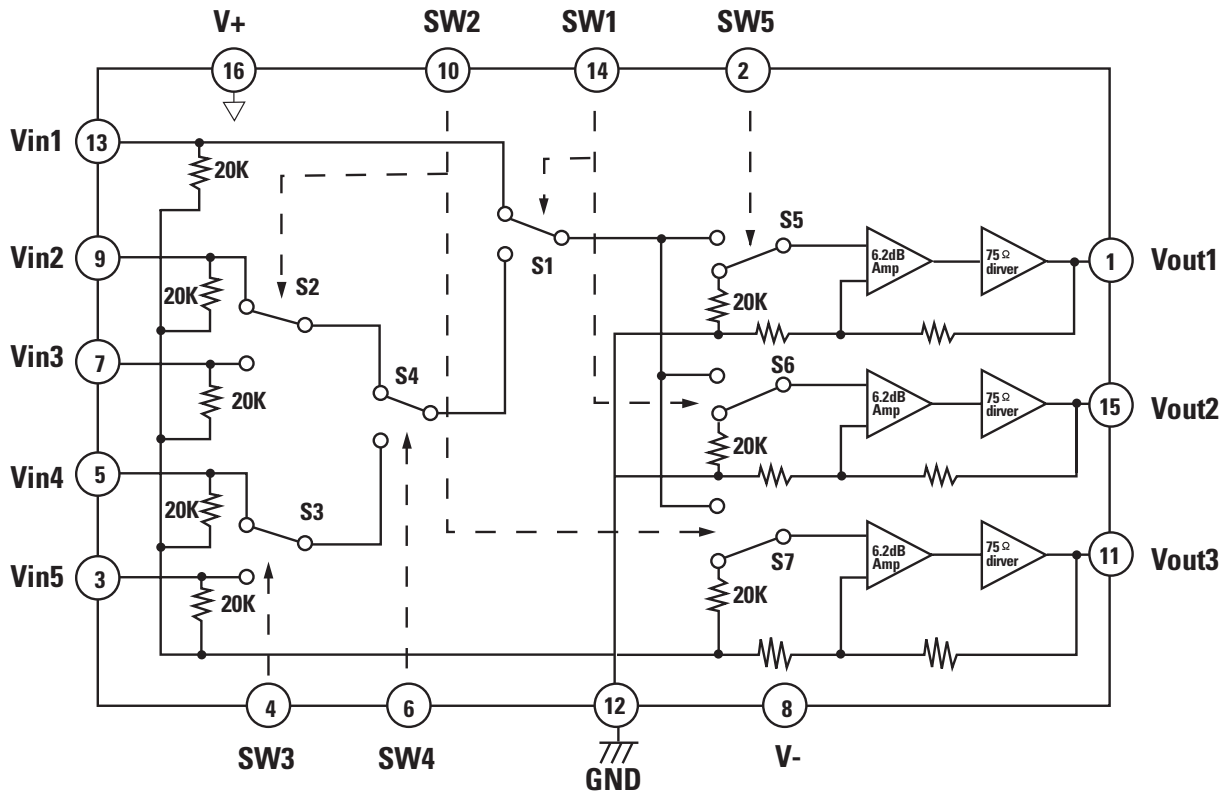 V+
SW2
SW1
SW5
16
10
14
2
Vin1
13
20K
Vin2
9
S2
20K
S1
S5
6.2dB
Amp
75Ω
dirver
1
Vout1
20K
Vin3
7
20K
S4
S6
6.2dB
Amp
75Ω
dirver
15
Vout2
20K
Vin4
5
20K
S3
Vin5
3
20K
S7
6.2dB
Amp
75Ω
dirver
11
Vout3
20K
4
6
12
8
SW3
SW4
GND
V-